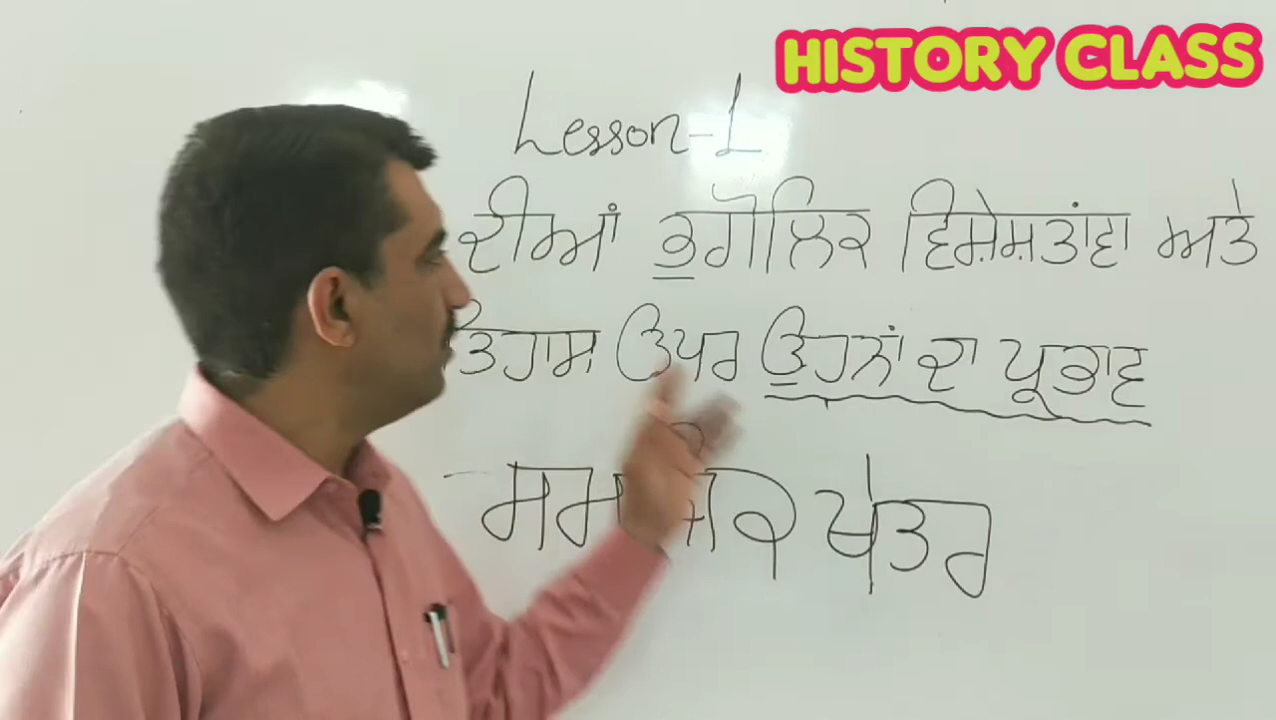 HISTORY CLASS
Lesson-1
ਦੀਆਂ ਭੂਗੋਲਿਕ ਵਿਸ਼ੇਸ਼ਤਾਂਵਾ ਅਤੇ
ਉਪਰ ਉਹਨਾਂ ਦਾ ਪ੍ਰਭਾਵ
ਖੇਤਰ